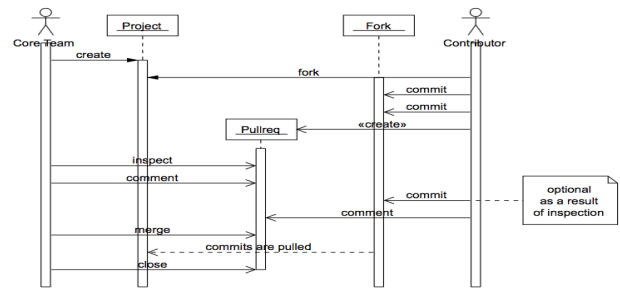 Project
Fork
Core Team
Contributor
create
fork
commit
commit
Pullreq
«create»
inspect
comment
commit
optional
as a result
of inspection
comment
merge
commits are pulled
close